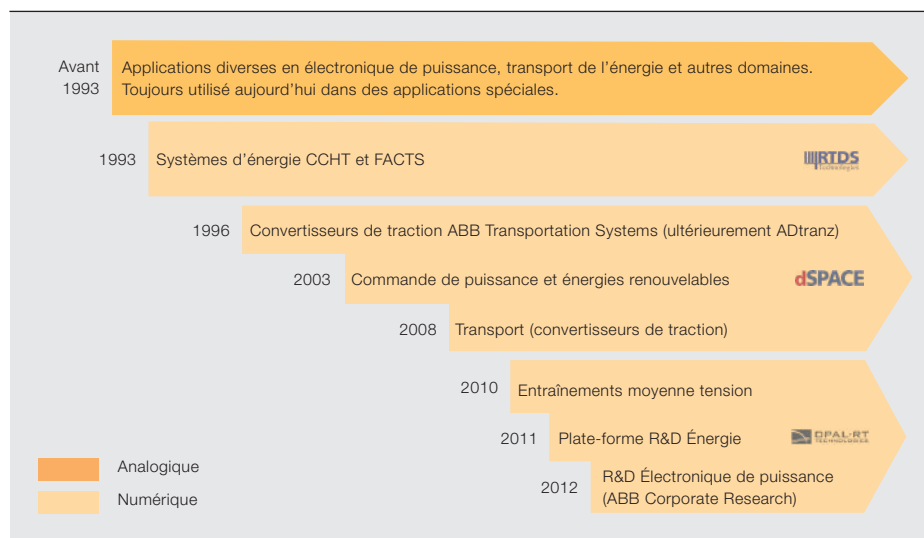 Avant
1993
Applications diverses en électronique de puissance, transport de l'énergie et autres domaines.
Toujours utilisé aujourd'hui dans des applications spéciales.
1993
Systèmes d'énergie CCHT et FACTS
RTDS
Technologies
1996
Convertisseurs de traction ABB Transportation Systems (ultérieurement ADtranz)
2003
Commande de puissance et énergies renouvelables
dSPACE
2008
Transport (convertisseurs de traction)
2010
Entraînements moyenne tension
2011
Plate-forme R&D Énergie
OPAL-RT
TECHNOLOGIES
2012
R&D Électronique de puissance
(ABB Corporate Research)
Analogique
Numérique